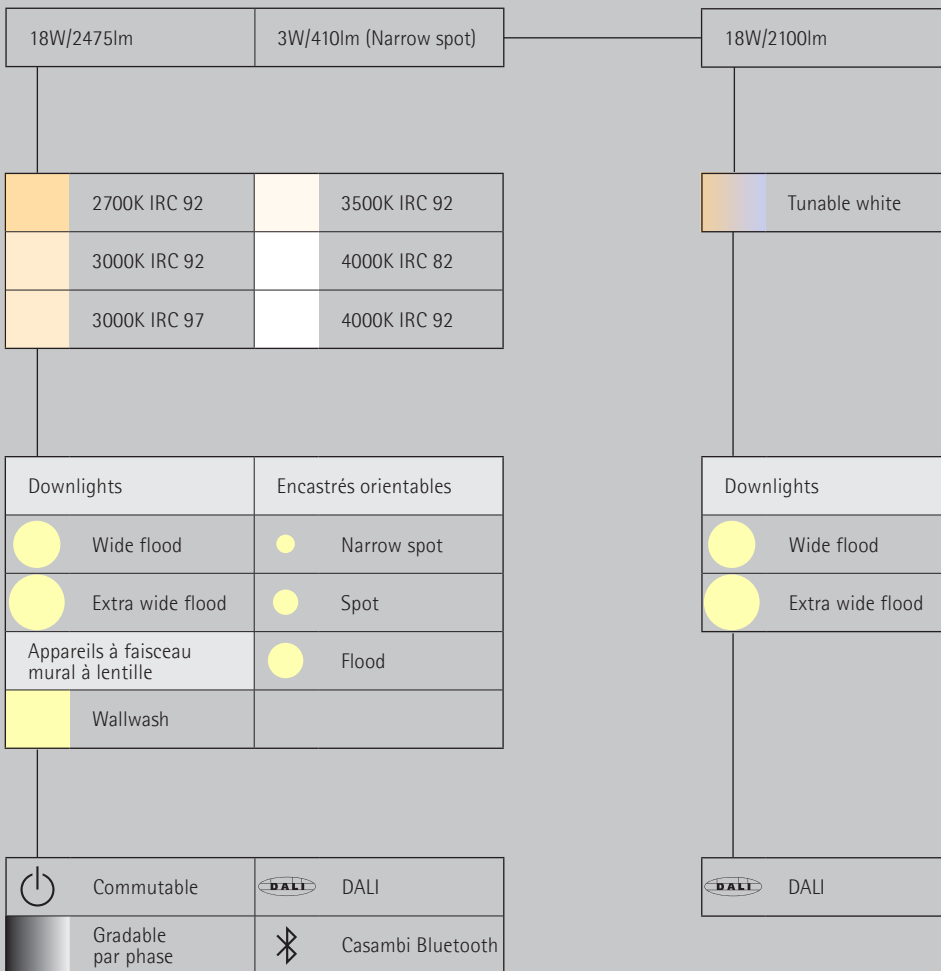 18W/2475lm
3W/410lm (Narrow spot)
18W/2100lm
2700K IRC 92
3500K IRC 92
Tunable white
3000K IRC 92
4000K IRC 82
3000K IRC 97
4000K IRC 92
Downlights
Encastrés orientables
Downlights
Wide flood
Narrow spot
Wide flood
Extra wide flood
Spot
Extra wide flood
Appareils à faisceau
mural à lentille
Flood
Wallwash
Commutable
DALI
DALI
DALI
DALI
Gradable
par phase
Casambi Bluetooth